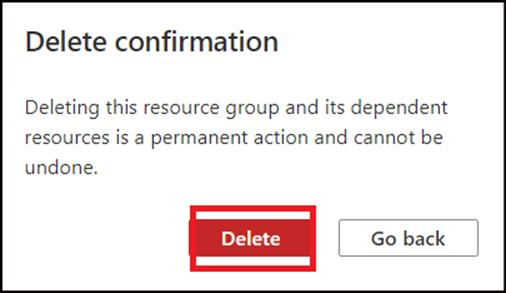 Delete confirmation
Deleting this resource group and its dependent
resources is a permanent action and cannot be
undone.
Delete
Go back